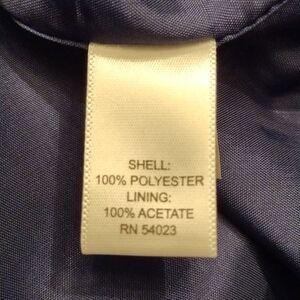 SHELL:
100% POLYESTER
LINING:
100% ACETATE
RN 54023